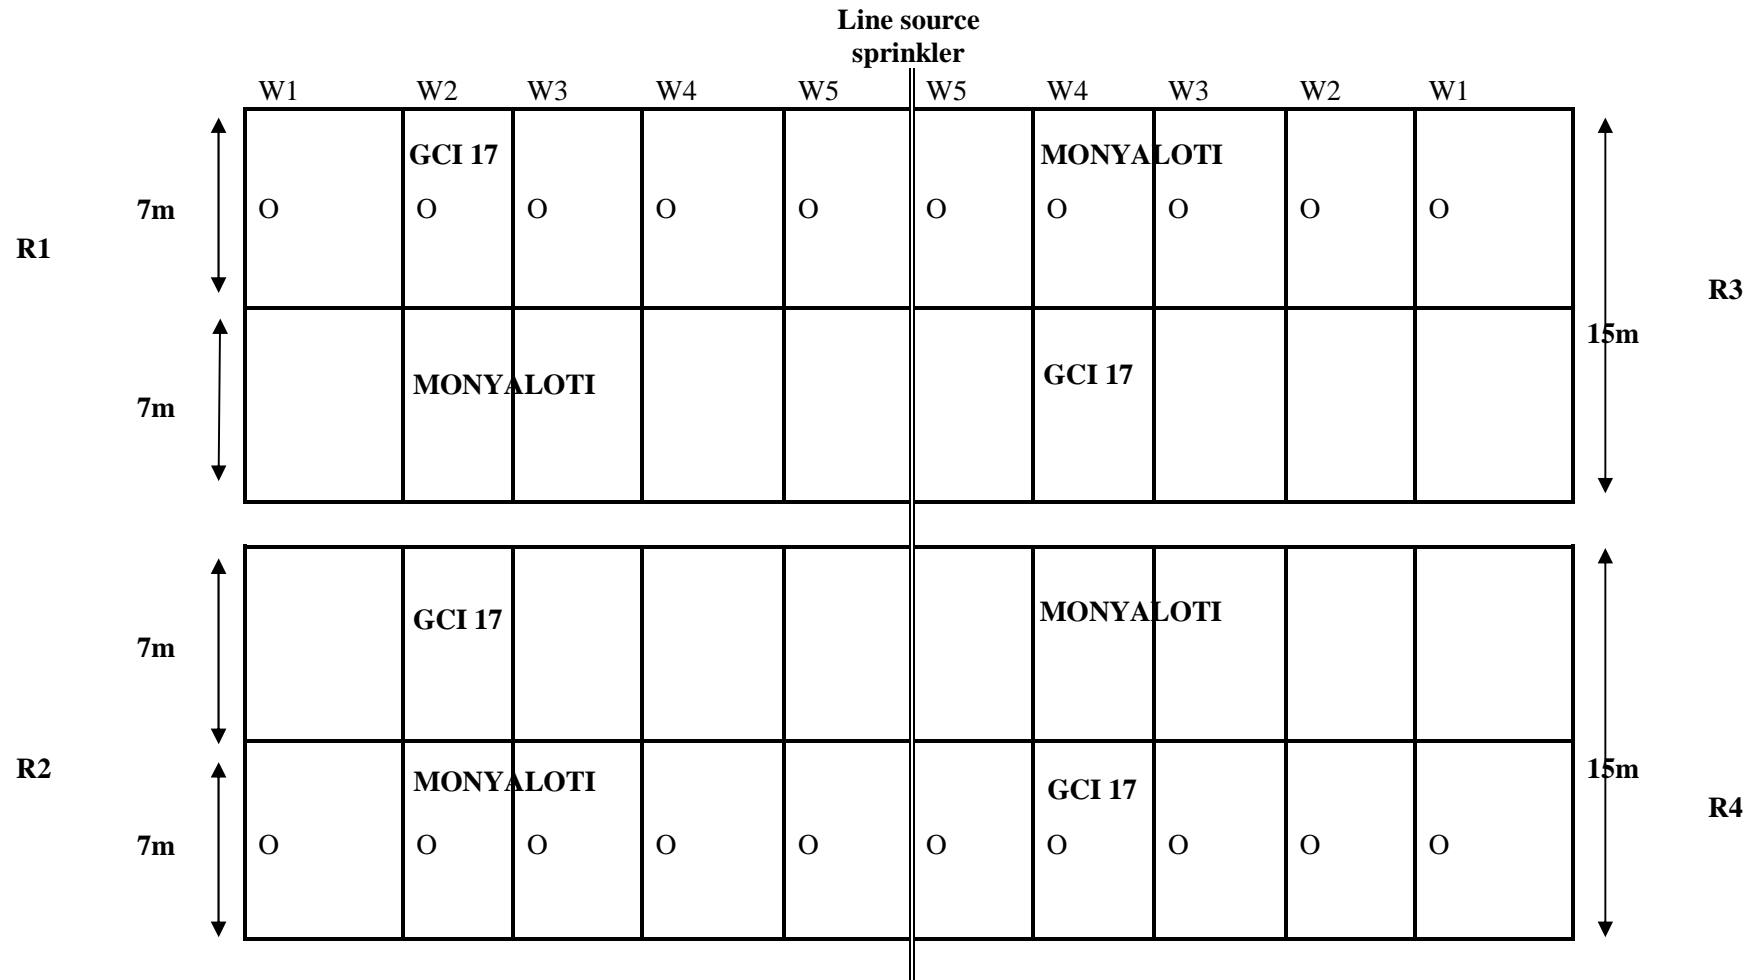 Line source
sprinkler
W1 W2 W3 W4 W5 W5 W4 W3 W2 W1
GCI 17 MONYALOTI
7m O O O O O O O O O O
R1
R3
15m
MONYALOTI GCI 17
7m
GCI 17 MONYALOTI
7m
R2 15m
MONYALOTI GCI 17
R4
7m O O O O O O O O O O